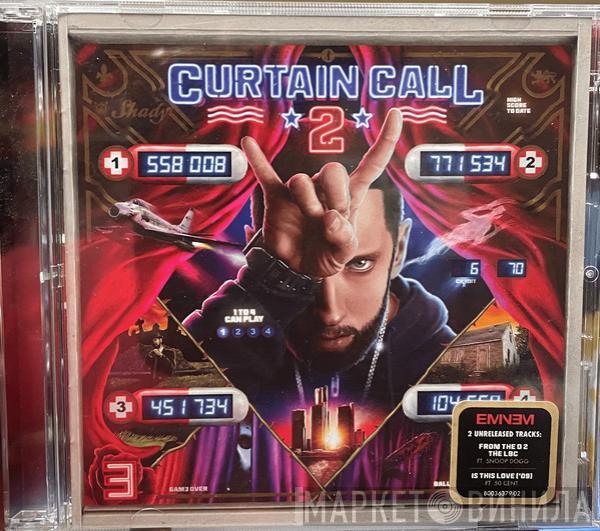 CURTAIN CALL
2
Shady
HIGH
SCORE
TO DATE
1
558 008
771 534
2
6
70
CREDIT
1 TO 4
CAN PLAY
1 2 3 4
3
451 734
4
GAME OVER
BALL
EMINEM
2 UNRELEASED TRACKS:
FROM THE D 2
THE LBC
FT. SNOOP DOGG
IS THIS LOVE ('09)
FT. 50 CENT
МАРКЕТ ВИНИЛА